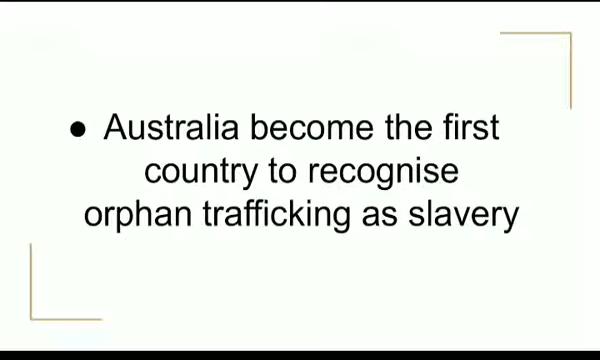 ● Australia become the first
country to recognise
orphan trafficking as slavery